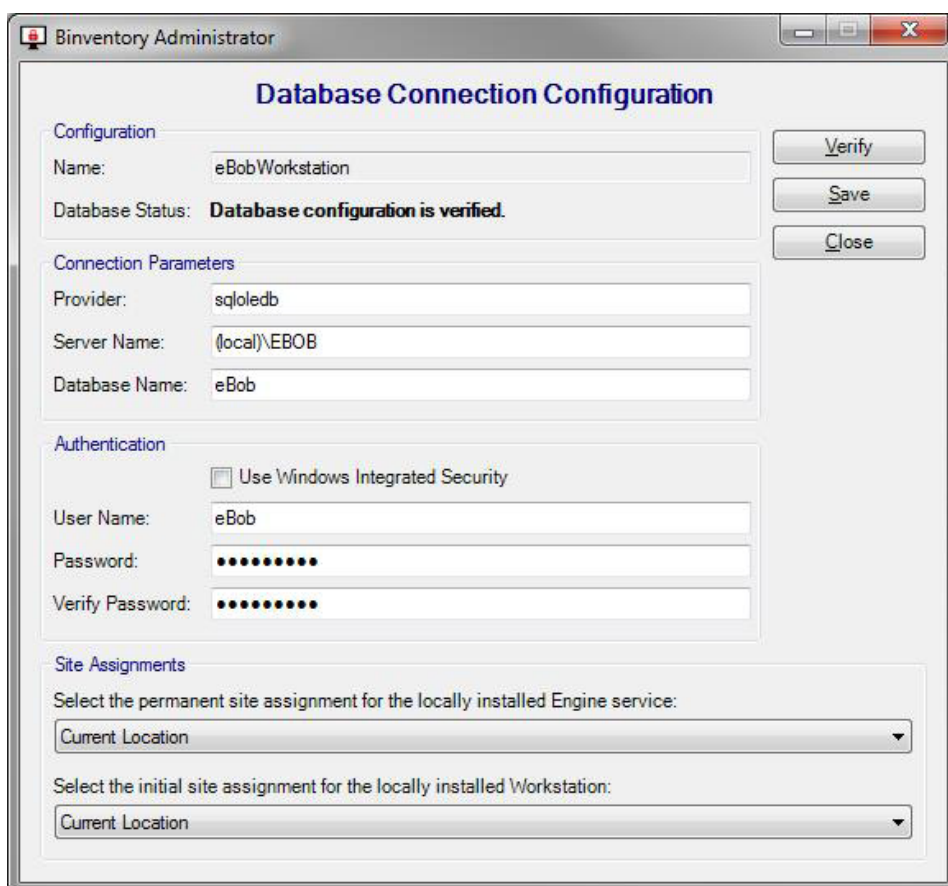 Binventory Administrator
Database Connection Configuration
Configuration
Name: eBobWorkstation
Database Status: Database configuration is verified.
Verify
Save
Close
Connection Parameters
Provider: sqloledb
Server Name: (local)\EBOB
Database Name: eBob
Authentication
Use Windows Integrated Security
User Name: eBob
Password: ●●●●●●●●●
Verify Password: ●●●●●●●●●
Site Assignments
Select the permanent site assignment for the locally installed Engine service:
Current Location
Select the initial site assignment for the locally installed Workstation:
Current Location